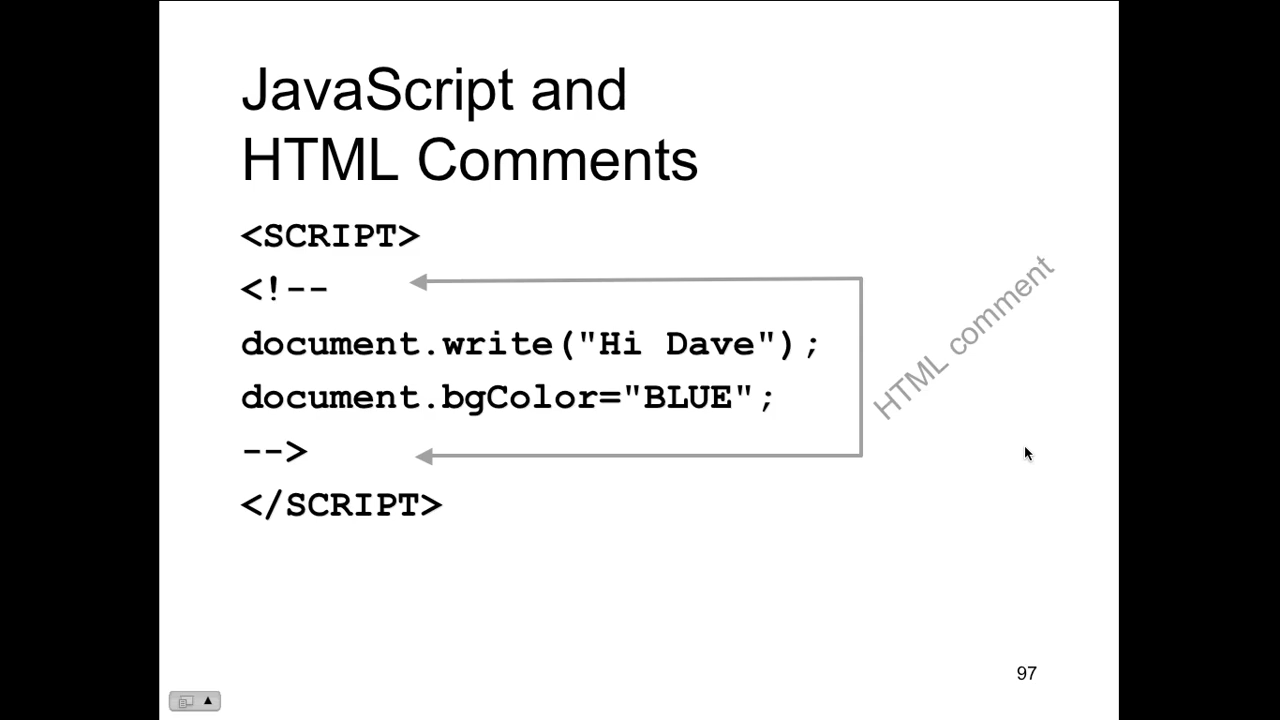 JavaScript and
HTML Comments
<SCRIPT>
<!--
document.write("Hi Dave");
document.bgColor="BLUE";
-->
</SCRIPT>
HTML comment
97